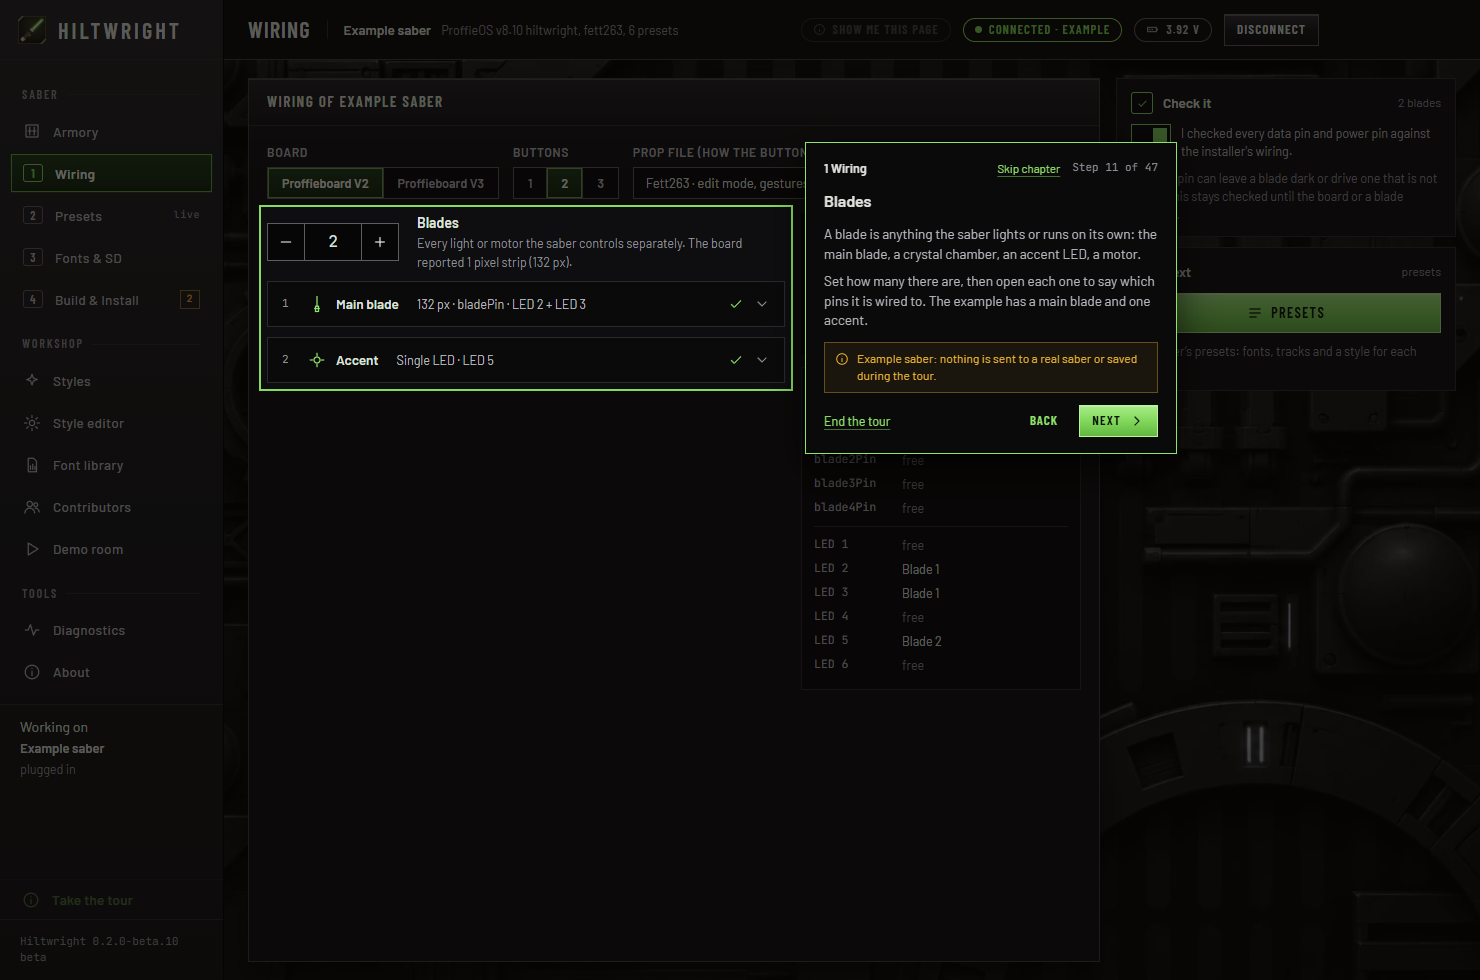 HILTWRIGHT
WIRING
Example saber ProffieOS v8.10 hiltwright, fett263, 6 presets
SHOW ME THIS PAGE
CONNECTED · EXAMPLE
3.92 V
DISCONNECT
SABER
Armory
1 Wiring
2 Presets live
3 Fonts & SD
4 Build & Install 2
WORKSHOP
Styles
Style editor
Font library
Contributors
Demo room
TOOLS
Diagnostics
About
Working on
Example saber
plugged in
Take the tour
Hiltwright 0.2.0-beta.10
beta
WIRING OF EXAMPLE SABER
BOARD
Proffieboard V2 Proffieboard V3
BUTTONS
1 2 3
PROP FILE (HOW THE BUTTON
Fett263 · edit mode, gestures
2
Blades
Every light or motor the saber controls separately. The board
reported 1 pixel strip (132 px).
1 Main blade 132 px · bladePin · LED 2 + LED 3
2 Accent Single LED · LED 5
1 Wiring Skip chapter Step 11 of 47
Blades
A blade is anything the saber lights or runs on its own: the
main blade, a crystal chamber, an accent LED, a motor.
Set how many there are, then open each one to say which
pins it is wired to. The example has a main blade and one
accent.
Example saber: nothing is sent to a real saber or saved
during the tour.
End the tour BACK NEXT
blade2Pin free
blade3Pin free
blade4Pin free
LED 1 free
LED 2 Blade 1
LED 3 Blade 1
LED 4 free
LED 5 Blade 2
LED 6 free
Check it 2 blades
I checked every data pin and power pin against
the installer's wiring.
pin can leave a blade dark or drive one that is not
his stays checked until the board or a blade
ext presets
PRESETS
er's presets: fonts, tracks and a style for each